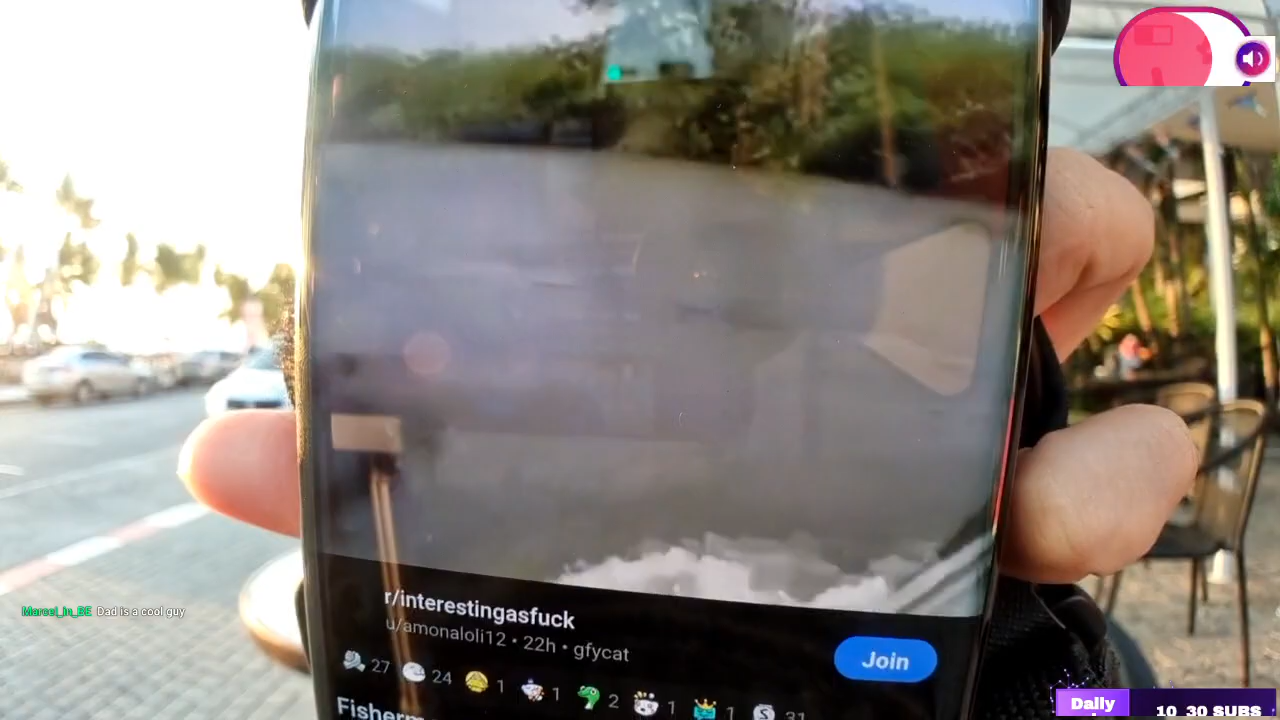 Marcel_in_BE Dad is a cool guy
r/interestingasfuck
u/amonaloli12 • 22h • gfycat
Join
27 24 1 1 2 1 1 31
Fisherm
Daily
10 30 SUBS